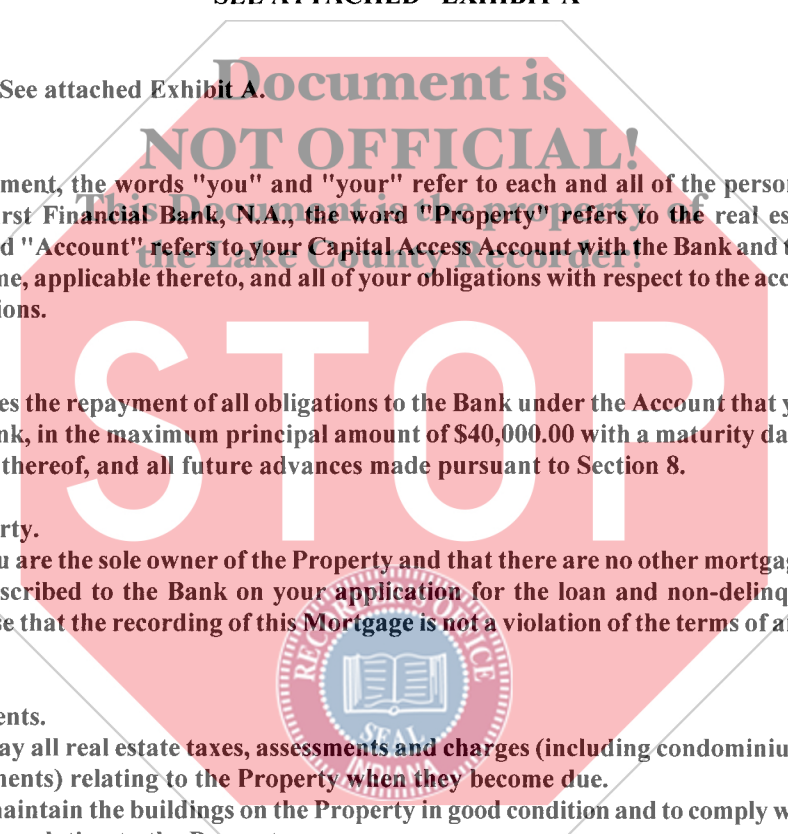 SEE ATTACHED "EXHIBIT A"
See attached Exhibit A.
Document is
NOT OFFICIAL!
ment, the words "you" and "your" refer to each and all of the perso
This Document is the property of
rst Financial Bank, N.A., the word "Property" refers to the real es
d "Account" refers to your Capital Access Account with the Bank and t
the Lake County Recorder!
ne, applicable thereto, and all of your obligations with respect to the acc
ions.
STOP
es the repayment of all obligations to the Bank under the Account that y
nk, in the maximum principal amount of $40,000.00 with a maturity da
thereof, and all future advances made pursuant to Section 8.
rty.
u are the sole owner of the Property and that there are no other mortga
scribed to the Bank on your application for the loan and non-delinq
se that the recording of this Mortgage is not a violation of the terms of a
RECORDER'S OFFICE
SEAL
INDIANA
ents.
ay all real estate taxes, assessments and charges (including condominiu
nents) relating to the Property when they become due.
naintain the buildings on the Property in good condition and to comply w